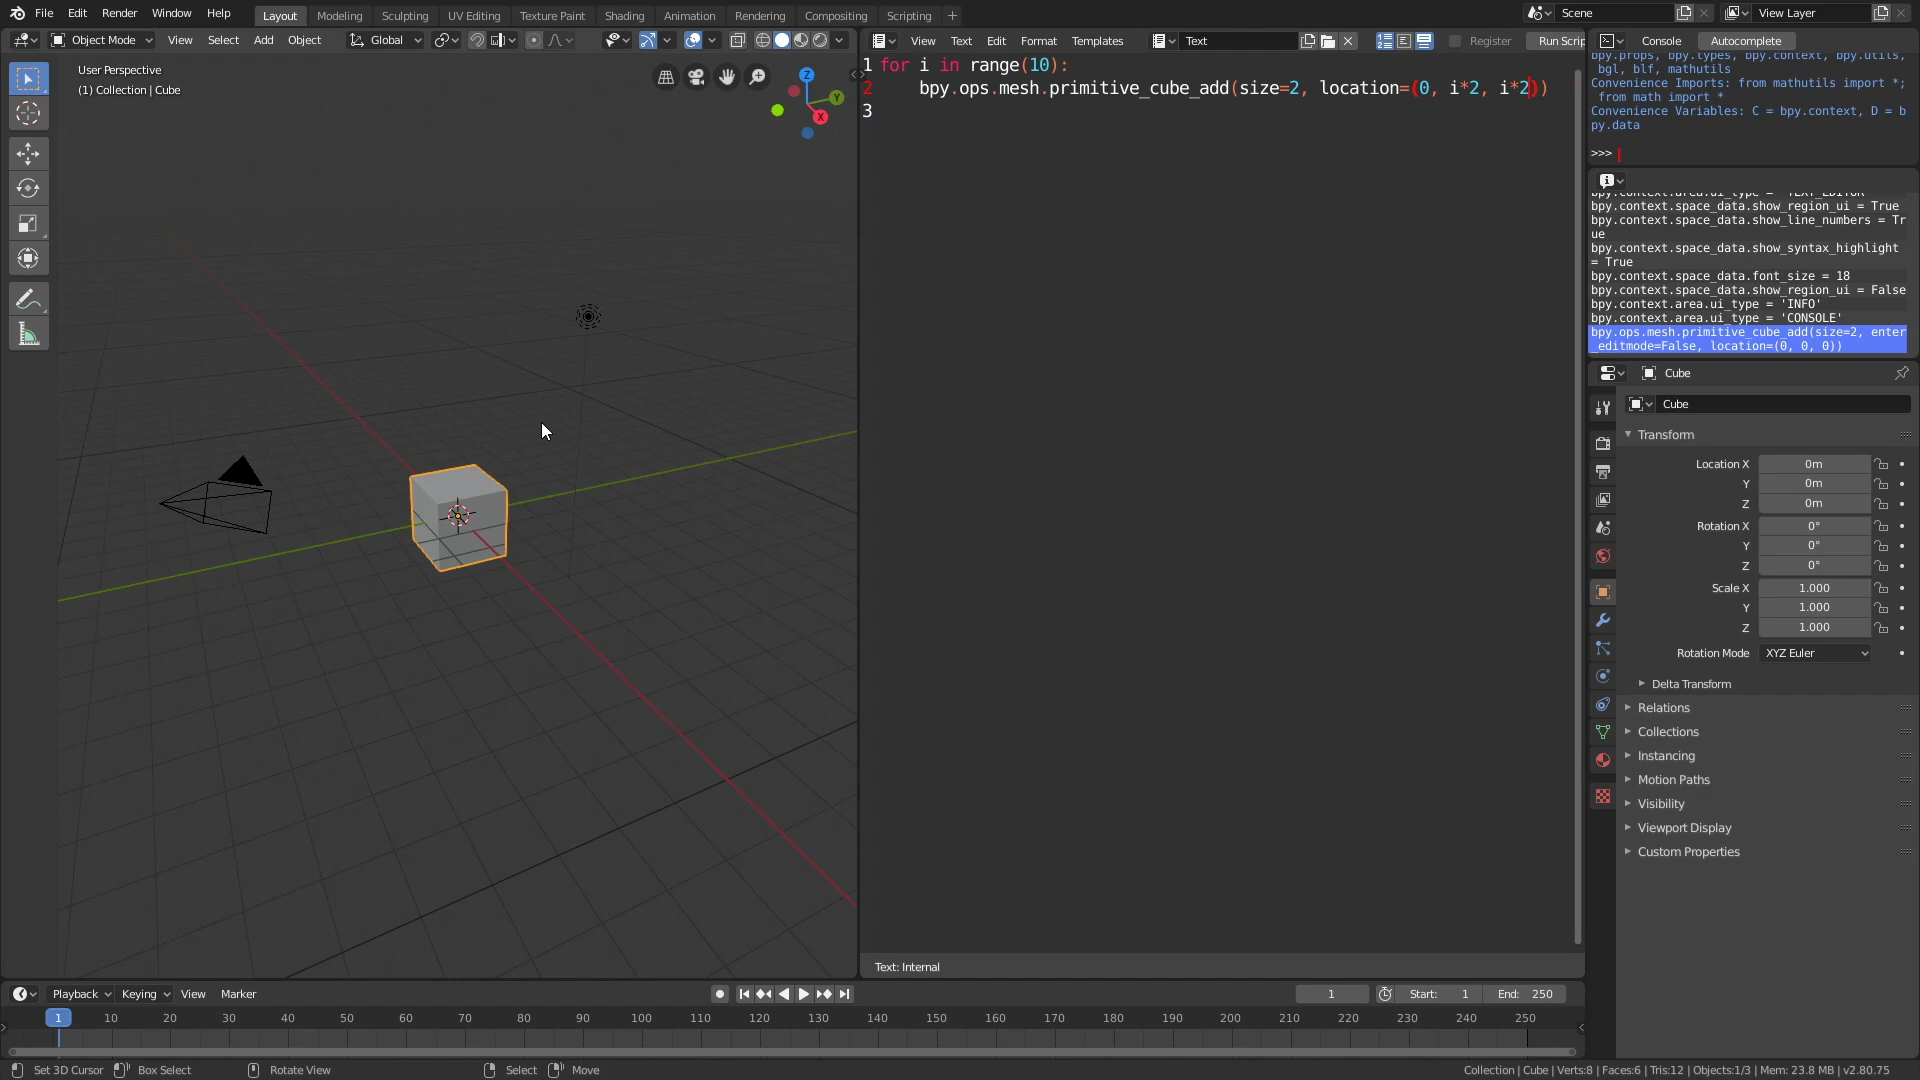 File Edit Render Window Help Layout Modeling Sculpting UV Editing Texture Paint Shading Animation Rendering Compositing Scripting + Scene View Layer
Object Mode View Select Add Object Global
View Text Edit Format Templates Text Register Run Scrip
Console Autocomplete
User Perspective
(1) Collection | Cube
Z
Y
X
1 for i in range(10):
2 bpy.ops.mesh.primitive_cube_add(size=2, location=(0, i*2, i*2))
3
bpy.props, bpy.types, bpy.context, bpy.utils,
bgl, blf, mathutils
Convenience Imports: from mathutils import *;
from math import *
Convenience Variables: C = bpy.context, D = b
py.data
>>>
bpy.context.area.ui_type = 'TEXT_EDITOR'
bpy.context.space_data.show_region_ui = True
bpy.context.space_data.show_line_numbers = Tr
ue
bpy.context.space_data.show_syntax_highlight
= True
bpy.context.space_data.font_size = 18
bpy.context.space_data.show_region_ui = False
bpy.context.area.ui_type = 'INFO'
bpy.context.area.ui_type = 'CONSOLE'
bpy.ops.mesh.primitive_cube_add(size=2, enter
_editmode=False, location=(0, 0, 0))
Cube
Cube
Transform
Location X 0m
Y 0m
Z 0m
Rotation X 0°
Y 0°
Z 0°
Scale X 1.000
Y 1.000
Z 1.000
Rotation Mode XYZ Euler
Delta Transform
Relations
Collections
Instancing
Motion Paths
Visibility
Viewport Display
Custom Properties
Text: Internal
Playback Keying View Marker 1 Start: 1 End: 250
1 10 20 30 40 50 60 70 80 90 100 110 120 130 140 150 160 170 180 190 200 210 220 230 240 250
Set 3D Cursor Box Select Rotate View Select Move Collection | Cube | Verts:8 | Faces:6 | Tris:12 | Objects:1/3 | Mem: 23.8 MB | v2.80.75